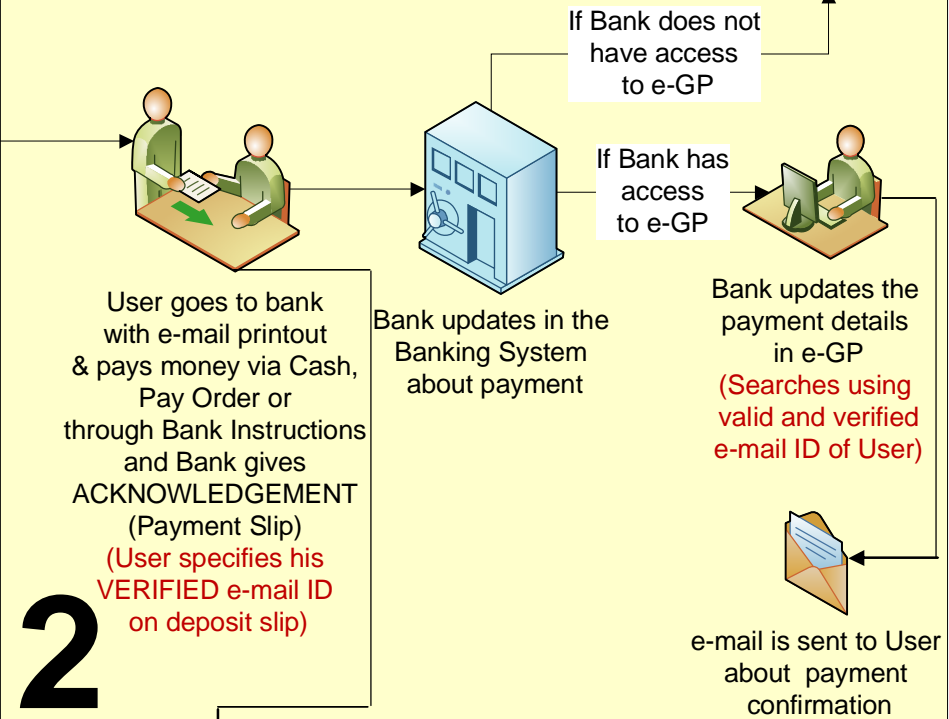 If Bank does not
have access
to e-GP
If Bank has
access
to e-GP
User goes to bank
with e-mail printout
& pays money via Cash,
Pay Order or
through Bank Instructions
and Bank gives
ACKNOWLEDGEMENT
(Payment Slip)
(User specifies his
VERIFIED e-mail ID
on deposit slip)
2
Bank updates in the
Banking System
about payment
Bank updates the
payment details
in e-GP
(Searches using
valid and verified
e-mail ID of User)
e-mail is sent to User
about payment
confirmation